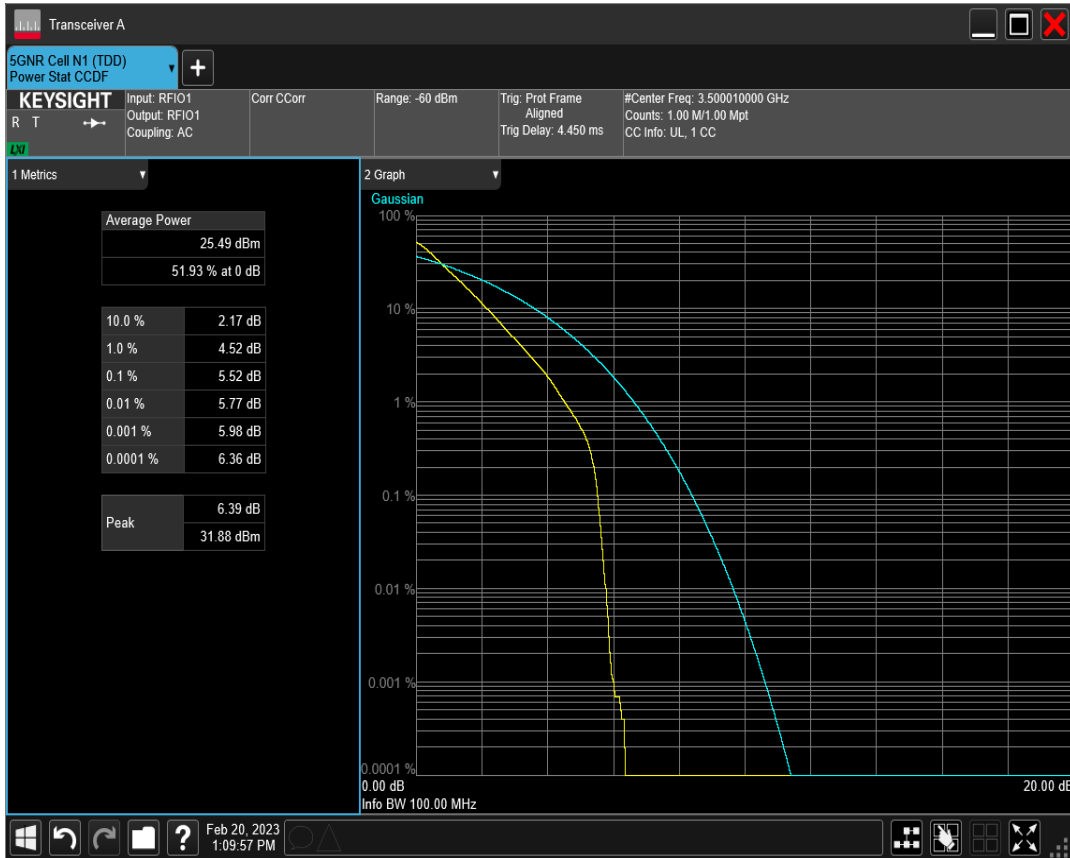 Transceiver A
5GNR Cell N1 (TDD)
Power Stat CCDF
+
KEYSIGHT
R T
LXI
Input: RFIO1
Output: RFIO1
Coupling: AC
Corr CCorr
Range: -60 dBm
Trig: Prot Frame
Aligned
Trig Delay: 4.450 ms
#Center Freq: 3.500010000 GHz
Counts: 1.00 M/1.00 Mpt
CC Info: UL, 1 CC
1 Metrics
Average Power
25.49 dBm
51.93 % at 0 dB
10.0 % 2.17 dB
1.0 % 4.52 dB
0.1 % 5.52 dB
0.01 % 5.77 dB
0.001 % 5.98 dB
0.0001 % 6.36 dB
Peak
6.39 dB
31.88 dBm
2 Graph
Gaussian
100 %
10 %
1 %
0.1 %
0.01 %
0.001 %
0.0001 %
0.00 dB
20.00 dB
Info BW 100.00 MHz
?
Feb 20, 2023
1:09:57 PM